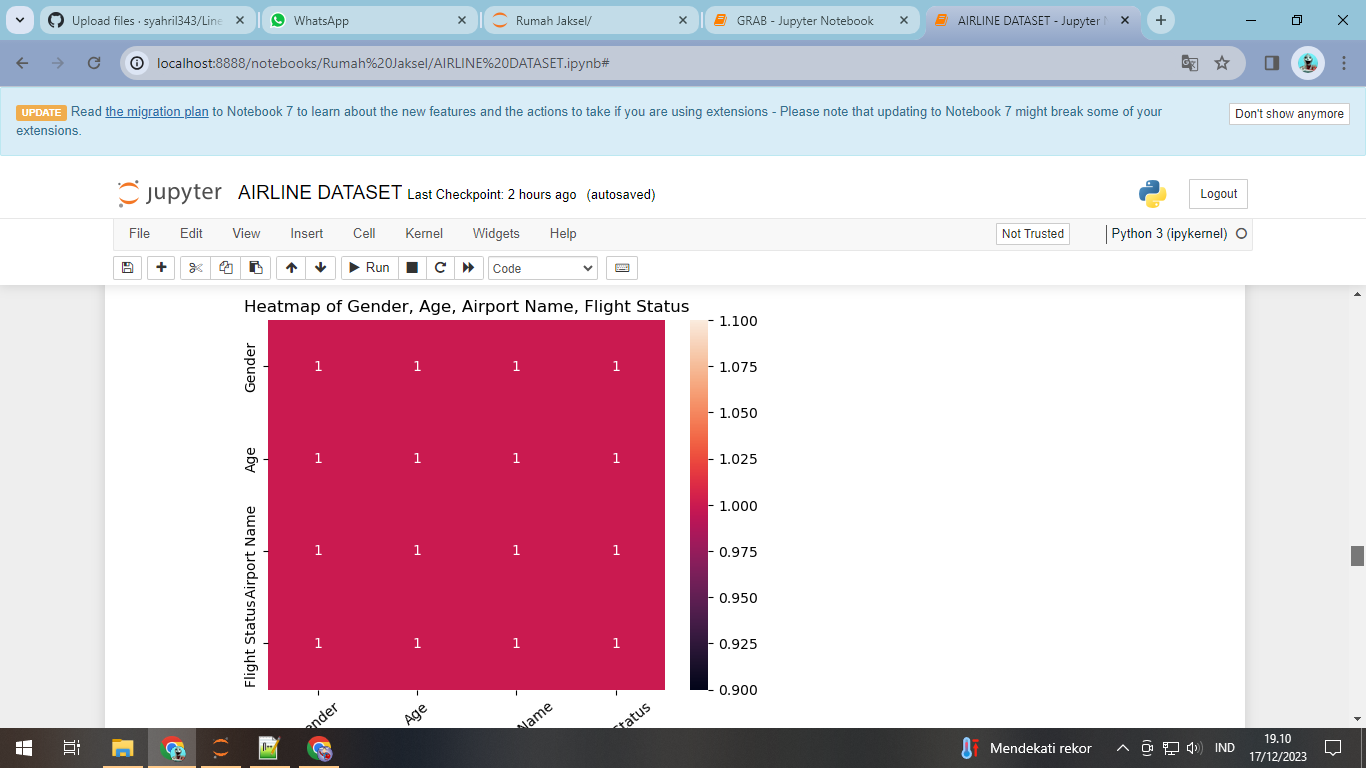 Upload files · syahril343/Line
WhatsApp
Rumah Jaksel/
GRAB - Jupyter Notebook
AIRLINE DATASET - Jupyter
localhost:8888/notebooks/Rumah%20Jaksel/AIRLINE%20DATASET.ipynb#
UPDATE Read the migration plan to Notebook 7 to learn about the new features and the actions to take if you are using extensions - Please note that updating to Notebook 7 might break some of your
extensions.
Don't show anymore
jupyter AIRLINE DATASET Last Checkpoint: 2 hours ago (autosaved)
Logout
File Edit View Insert Cell Kernel Widgets Help
Not Trusted
Python 3 (ipykernel)
Run
Code
Heatmap of Gender, Age, Airport Name, Flight Status
Gender
1 1 1 1
Age
1 1 1 1
Airport Name
1 1 1 1
Flight Status
1 1 1 1
1.100
1.075
1.050
1.025
1.000
0.975
0.950
0.925
0.900
ender
Age
Name
Status
Mendekati rekor
IND
19.10
17/12/2023